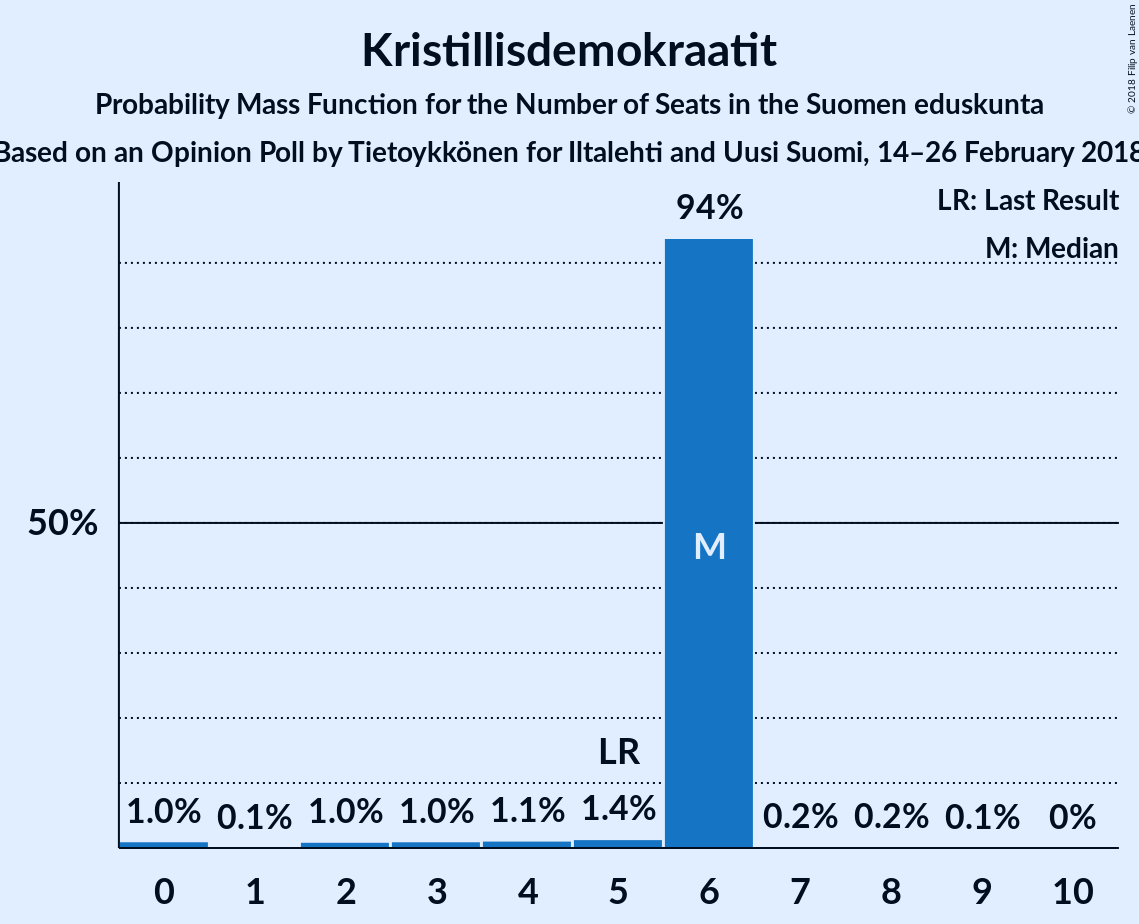 Kristillisdemokraatit
Probability Mass Function for the Number of Seats in the Suomen eduskunta
Based on an Opinion Poll by Tietoykkönen for Iltalehti and Uusi Suomi, 14–26 February 2018
© 2018 Filip van Laenen
LR: Last Result
M: Median
94%
50%
M
LR
1.0% 0.1% 1.0% 1.0% 1.1% 1.4% 0.2% 0.2% 0.1% 0%
0 1 2 3 4 5 6 7 8 9 10